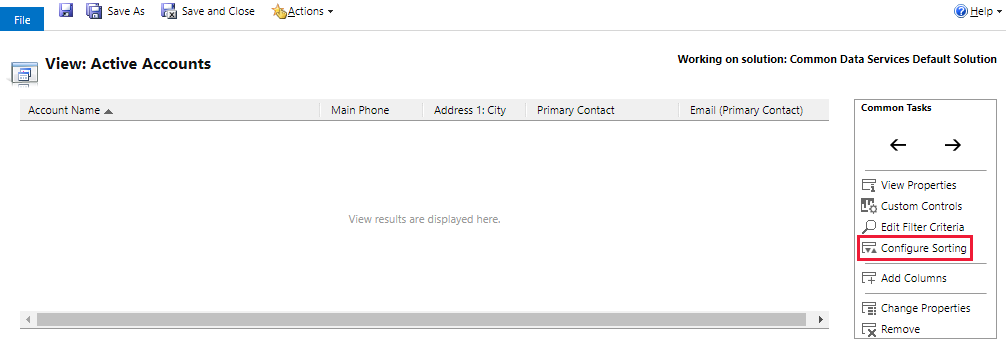 File Save As Save and Close Actions Help
View: Active Accounts
Working on solution: Common Data Services Default Solution
Account Name Main Phone Address 1: City Primary Contact Email (Primary Contact)
View results are displayed here.
Common Tasks
View Properties
Custom Controls
Edit Filter Criteria
Configure Sorting
Add Columns
Change Properties
Remove